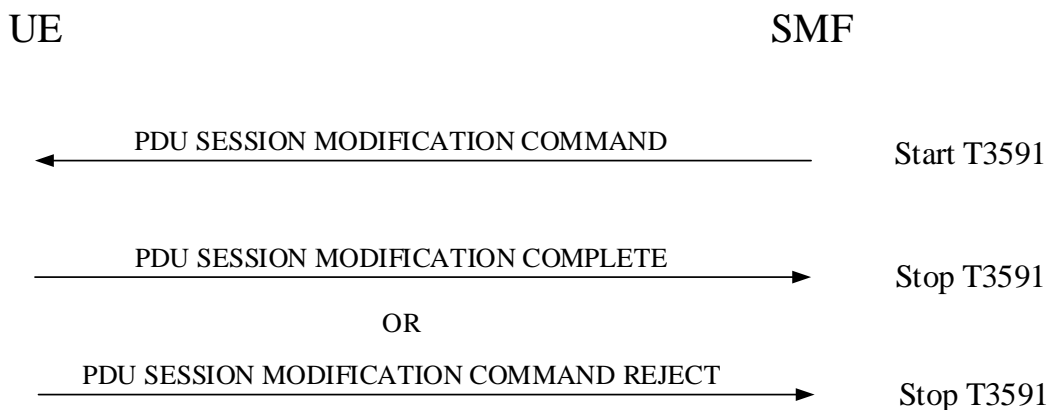 UE SMF
PDU SESSION MODIFICATION COMMAND Start T3591
PDU SESSION MODIFICATION COMPLETE Stop T3591
OR
PDU SESSION MODIFICATION COMMAND REJECT Stop T3591